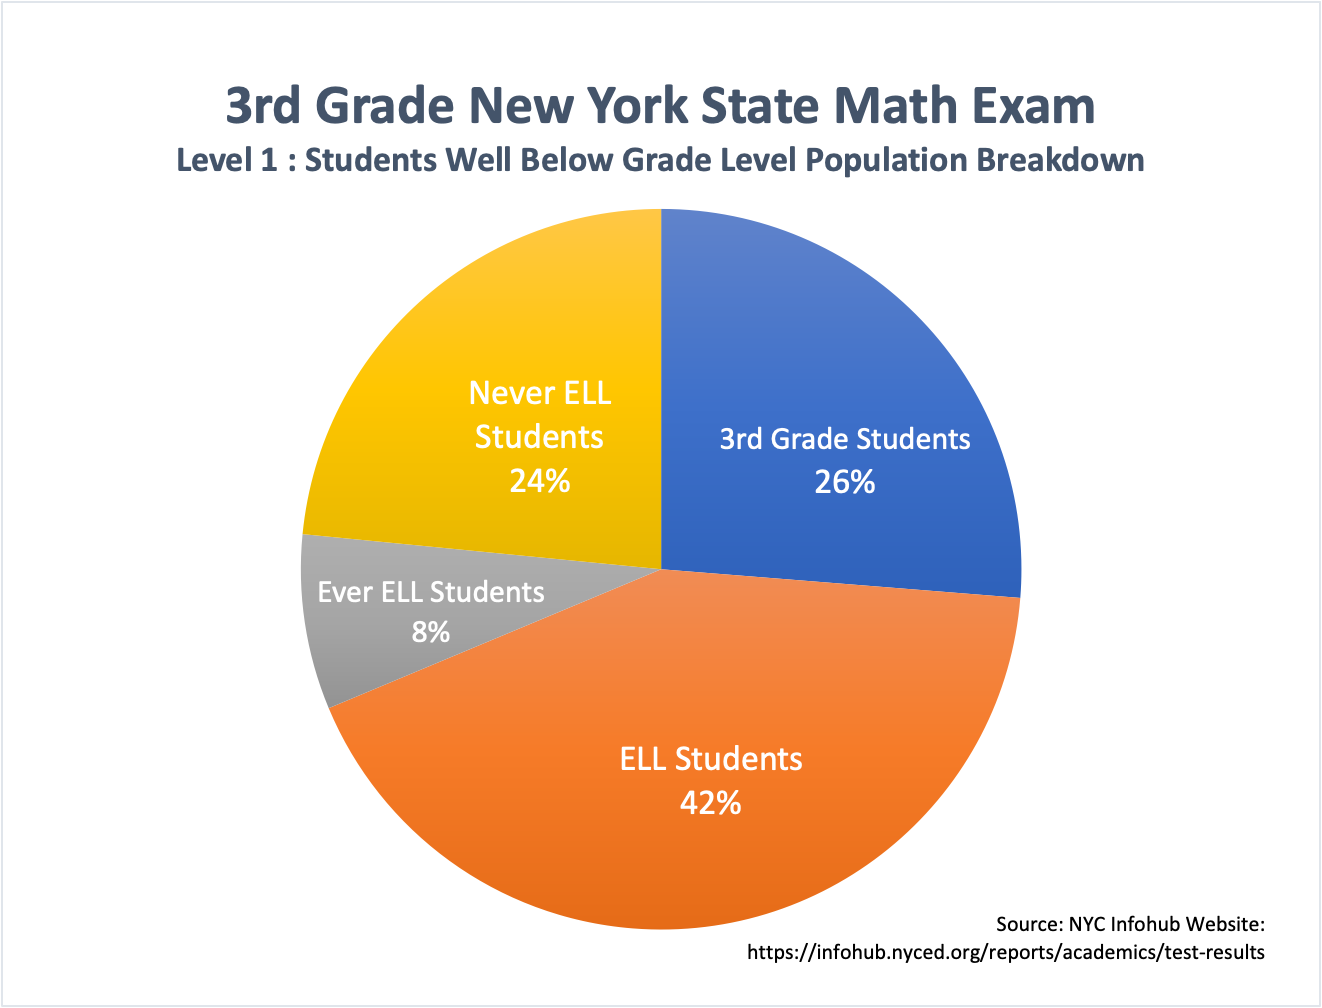 3rd Grade New York State Math Exam
Level 1 : Students Well Below Grade Level Population Breakdown
Never ELL
Students
24%
3rd Grade Students
26%
Ever ELL Students
8%
ELL Students
42%
Source: NYC Infohub Website:
https://infohub.nyced.org/reports/academics/test-results